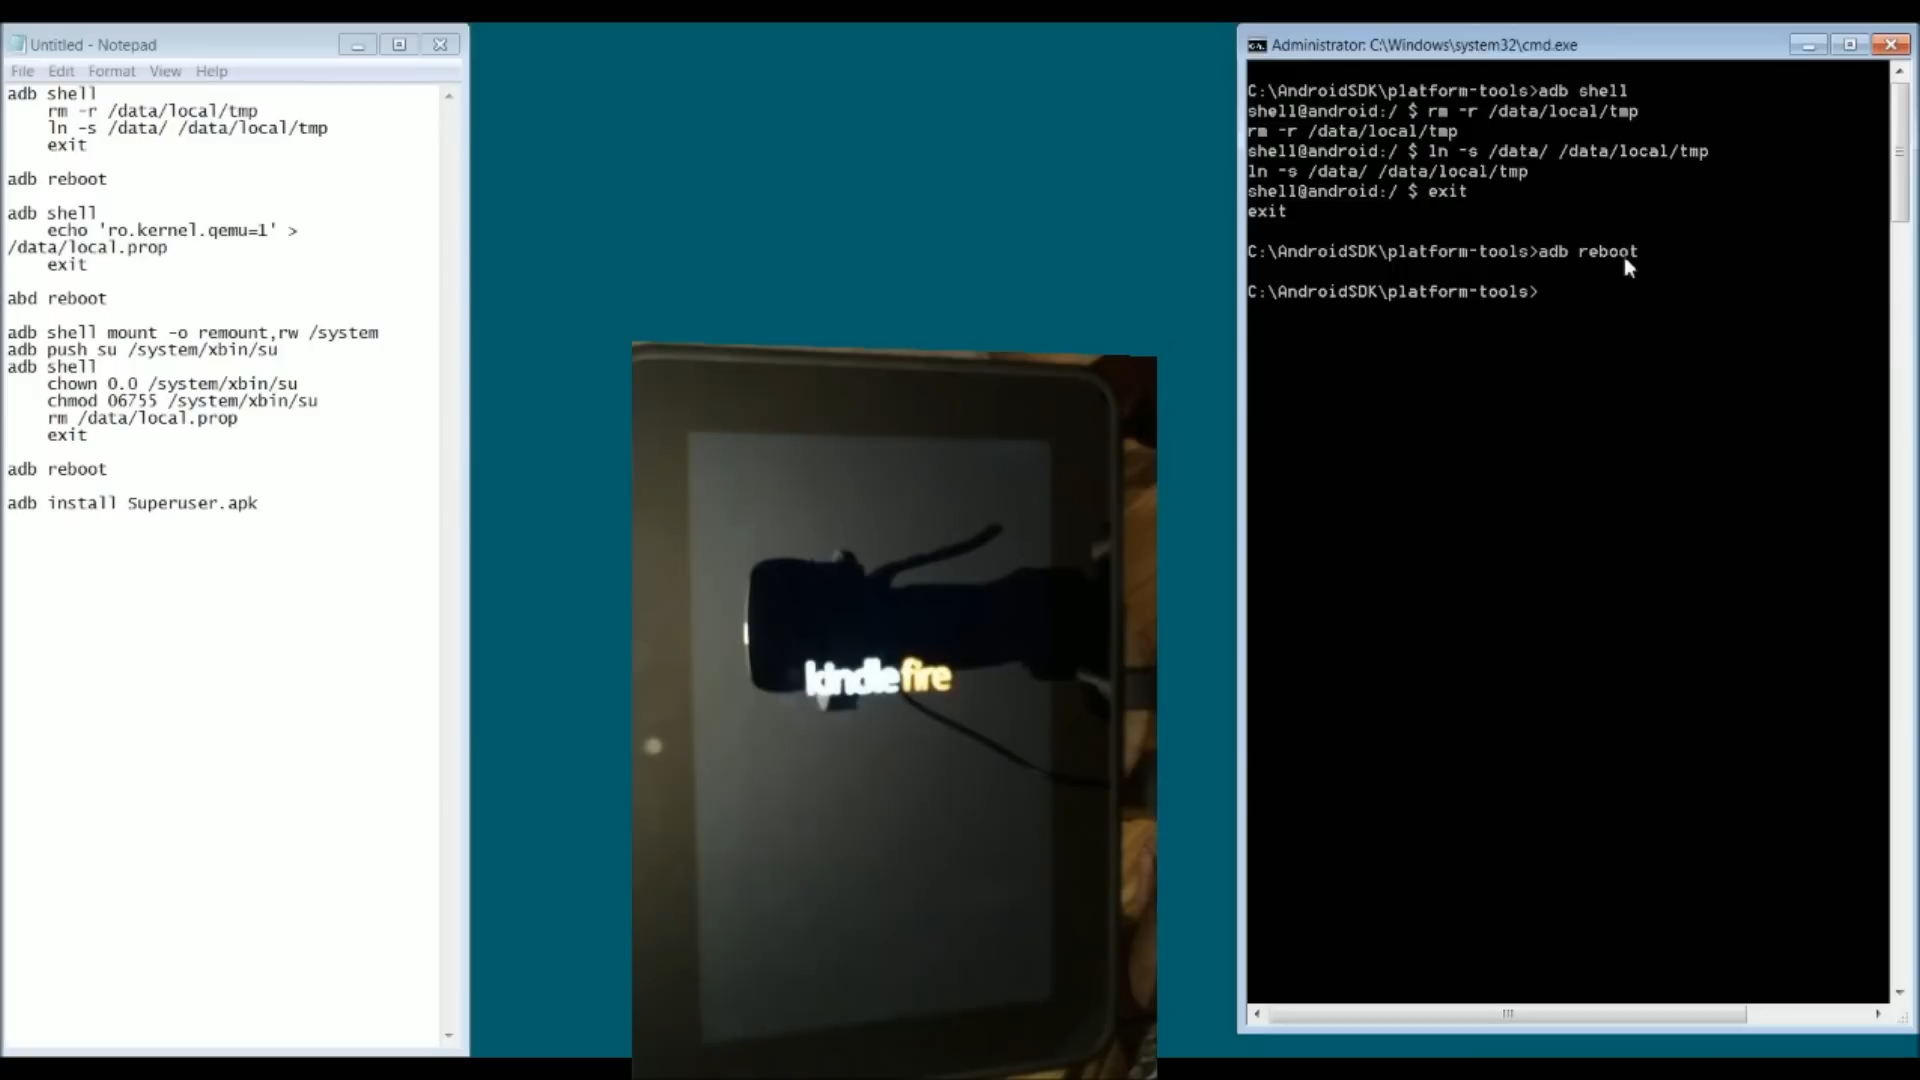 Untitled - Notepad
File Edit Format View Help
adb shell
rm -r /data/local/tmp
ln -s /data/ /data/local/tmp
exit
adb reboot
adb shell
echo 'ro.kernel.qemu=1' >
/data/local.prop
exit
abd reboot
adb shell mount -o remount,rw /system
adb push su /system/xbin/su
adb shell
chown 0.0 /system/xbin/su
chmod 06755 /system/xbin/su
rm /data/local.prop
exit
adb reboot
adb install Superuser.apk
kindle fire
Administrator: C:\Windows\system32\cmd.exe
C:\AndroidSDK\platform-tools>adb shell
shell@android:/ $ rm -r /data/local/tmp
rm -r /data/local/tmp
shell@android:/ $ ln -s /data/ /data/local/tmp
ln -s /data/ /data/local/tmp
shell@android:/ $ exit
exit
C:\AndroidSDK\platform-tools>adb reboot
C:\AndroidSDK\platform-tools>